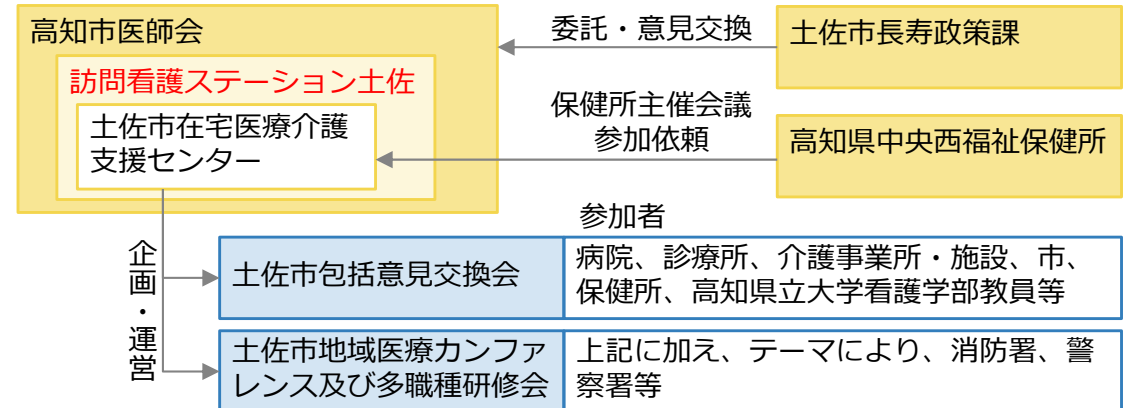 高知市医師会
訪問看護ステーション土佐
土佐市在宅医療介護
支援センター
委託・意見交換
土佐市長寿政策課
保健所主催会議
参加依頼
高知県中央西福祉保健所
企画・運営
参加者
土佐市包括意見交換会
病院、診療所、介護事業所・施設、市、
保健所、高知県立大学看護学部教員等
土佐市地域医療カンファ
レンス及び多職種研修会
上記に加え、テーマにより、消防署、警
察署等